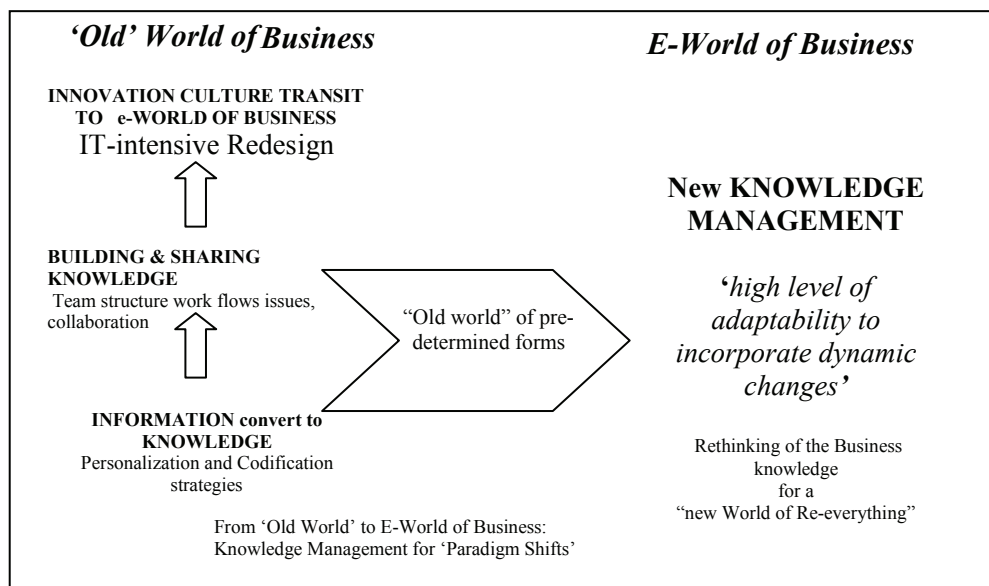 ‘Old’ World of Business
E-World of Business
INNOVATION CULTURE TRANSIT
TO e-WORLD OF BUSINESS
IT-intensive Redesign
BUILDING & SHARING
KNOWLEDGE
Team structure work flows issues,
collaboration
INFORMATION convert to
KNOWLEDGE
Personalization and Codification
strategies
“Old world” of pre-
determined forms
New KNOWLEDGE
MANAGEMENT
‘high level of
adaptability to
incorporate dynamic
changes’
Rethinking of the Business
knowledge
for a
“new World of Re-everything”
From ‘Old World’ to E-World of Business:
Knowledge Management for ‘Paradigm Shifts’